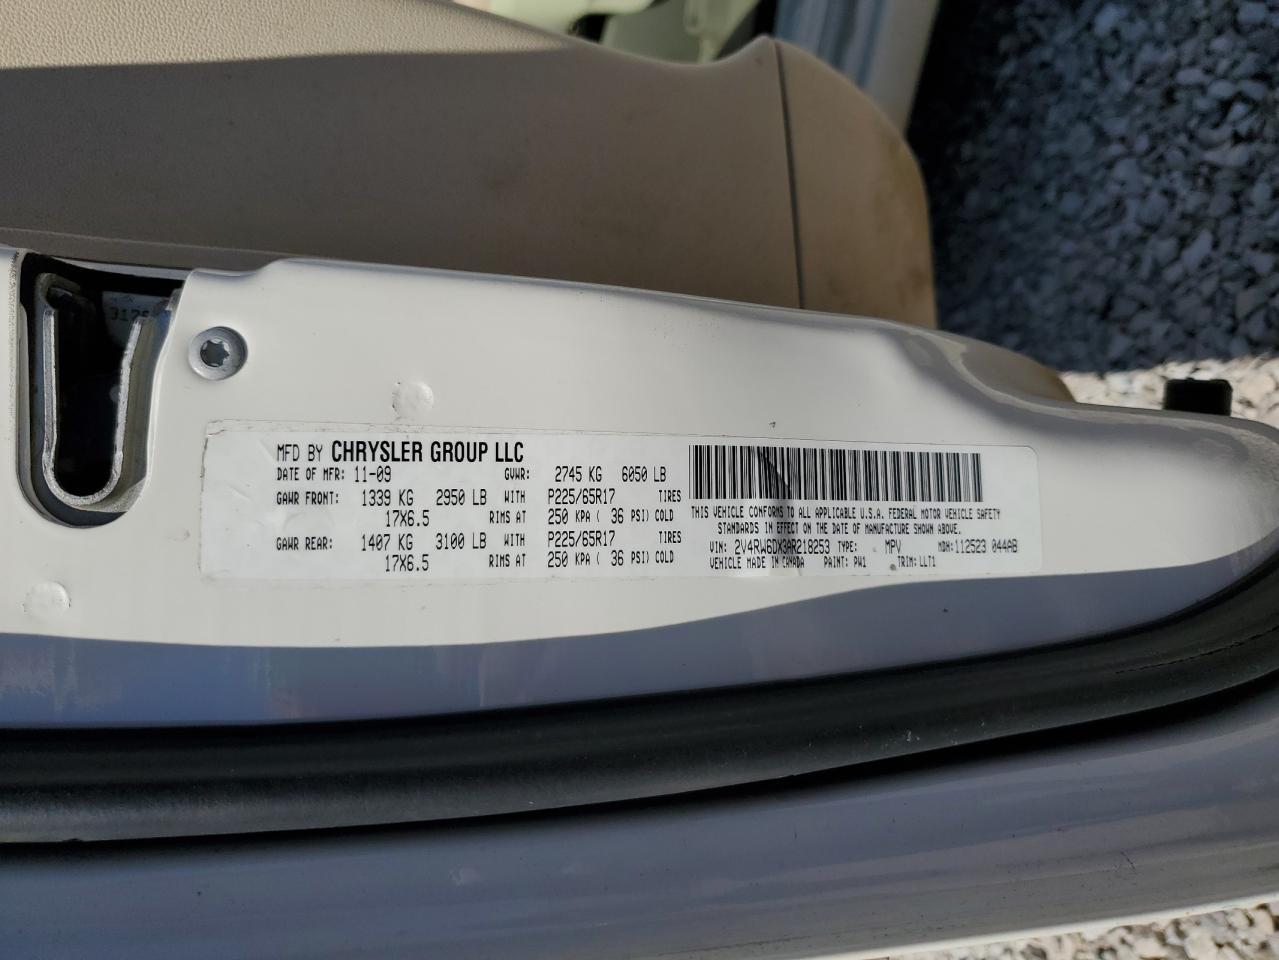 MFD BY CHRYSLER GROUP LLC
DATE OF MFR: 11-09 GVWR: 2745 KG 6050 LB
GAWR FRONT: 1339 KG 2950 LB WITH P225/65R17 TIRES
17X6.5 RIMS AT 250 KPA ( 36 PSI) COLD
GAWR REAR: 1407 KG 3100 LB WITH P225/65R17 TIRES
17X6.5 RIMS AT 250 KPA ( 36 PSI) COLD
THIS VEHICLE CONFORMS TO ALL APPLICABLE U.S.A. FEDERAL MOTOR VEHICLE SAFETY
STANDARDS IN EFFECT ON THE DATE OF MANUFACTURE SHOWN ABOVE.
VIN: 2V4RW6DX3AR218253 TYPE: MPV MDH: 112523 044AB
VEHICLE MADE IN CANADA PAINT: PW1 TRIM: LLT1